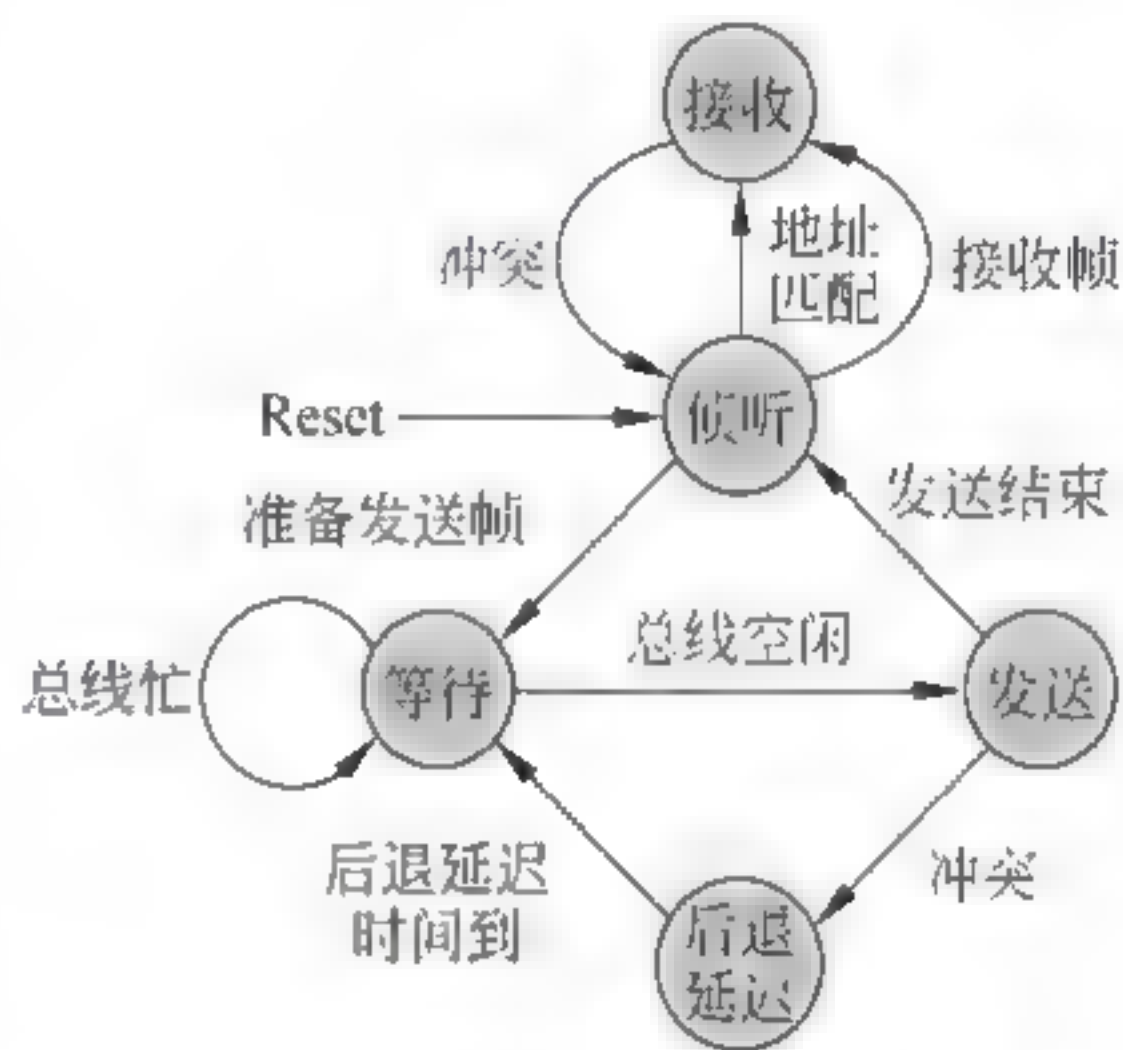 接收
冲突
地址
匹配
接收帧
侦听
Reset
发送结束
准备发送帧
总线空闲
总线忙
等待
发送
后退延迟
时间到
冲突
后退
延迟